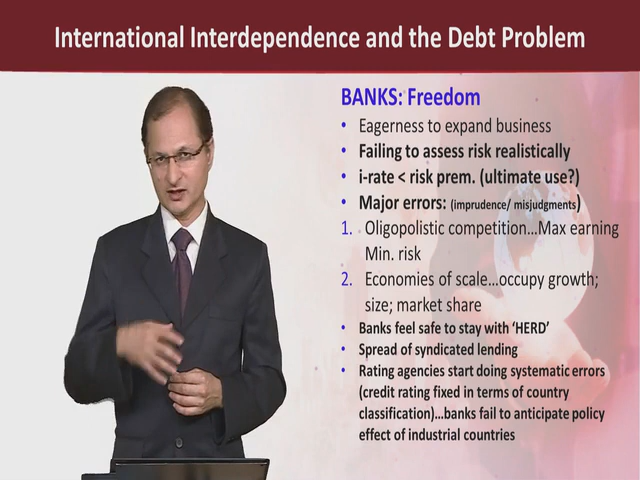 International Interdependence and the Debt Problem
BANKS: Freedom
• Eagerness to expand business
• Failing to assess risk realistically
• i-rate < risk prem. (ultimate use?)
• Major errors: (imprudence/ misjudgments)
1. Oligopolistic competition...Max earning
Min. risk
2. Economies of scale...occupy growth;
size; market share
• Banks feel safe to stay with ‘HERD’
• Spread of syndicated lending
• Rating agencies start doing systematic errors
(credit rating fixed in terms of country
classification)...banks fail to anticipate policy
effect of industrial countries